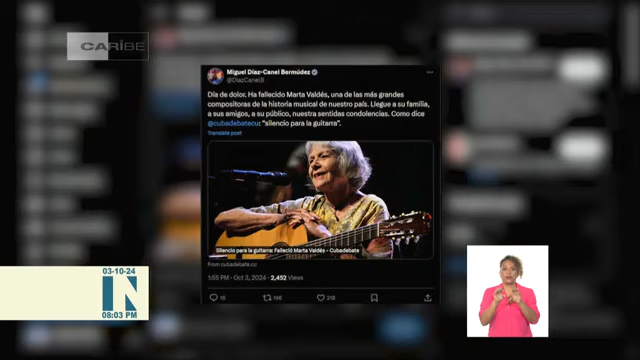 CARIBE
Miguel Díaz-Canel Bermúdez
@DiazCanelB
Día de dolor. Ha fallecido Marta Valdés, una de las más grandes
compositoras de la historia musical de nuestro país. Llegue a su familia,
a sus amigos, a su público, nuestra sentidas condolencias. Como dice
@cubadebatecu: "silencio para la guitarra".
Translate post
Silencio para la guitarra: Falleció Marta Valdés - Cubadebate
From cubadebate.cu
1:55 PM · Oct 3, 2024 · 2,452 Views
18
166
318
03-10-24
IN
08:03 PM